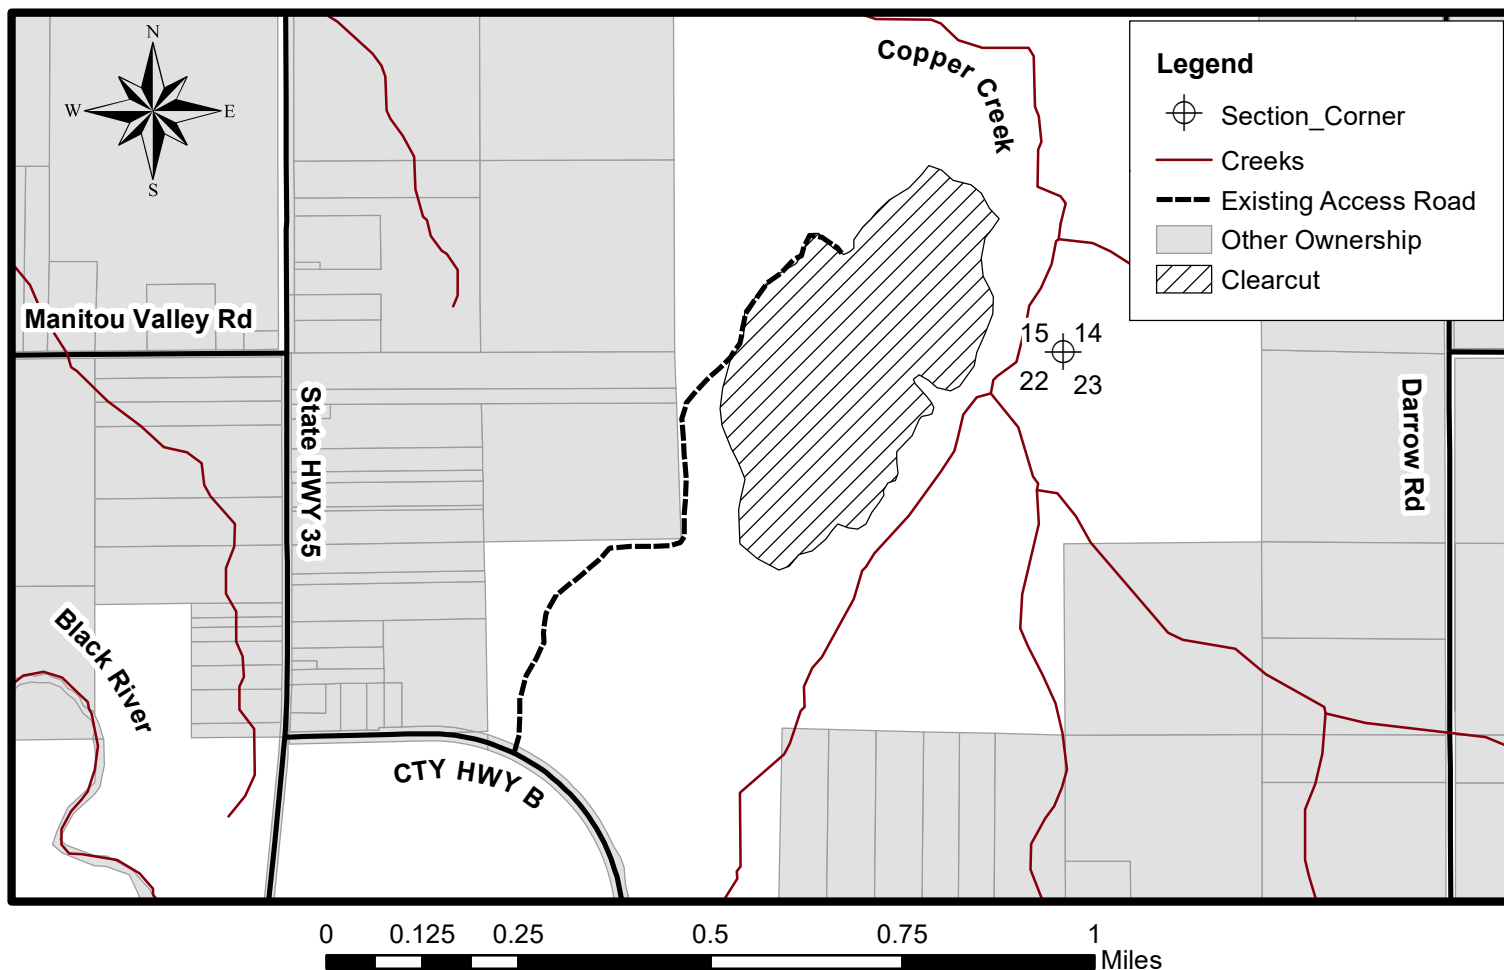 N
W E
S
Copper Creek
Legend
Section_Corner
Creeks
Existing Access Road
Other Ownership
Clearcut
Manitou Valley Rd
15 14
22 23
State HWY 35
Darrow Rd
Black River
CTY HWY B
0 0.125 0.25 0.5 0.75 1
Miles